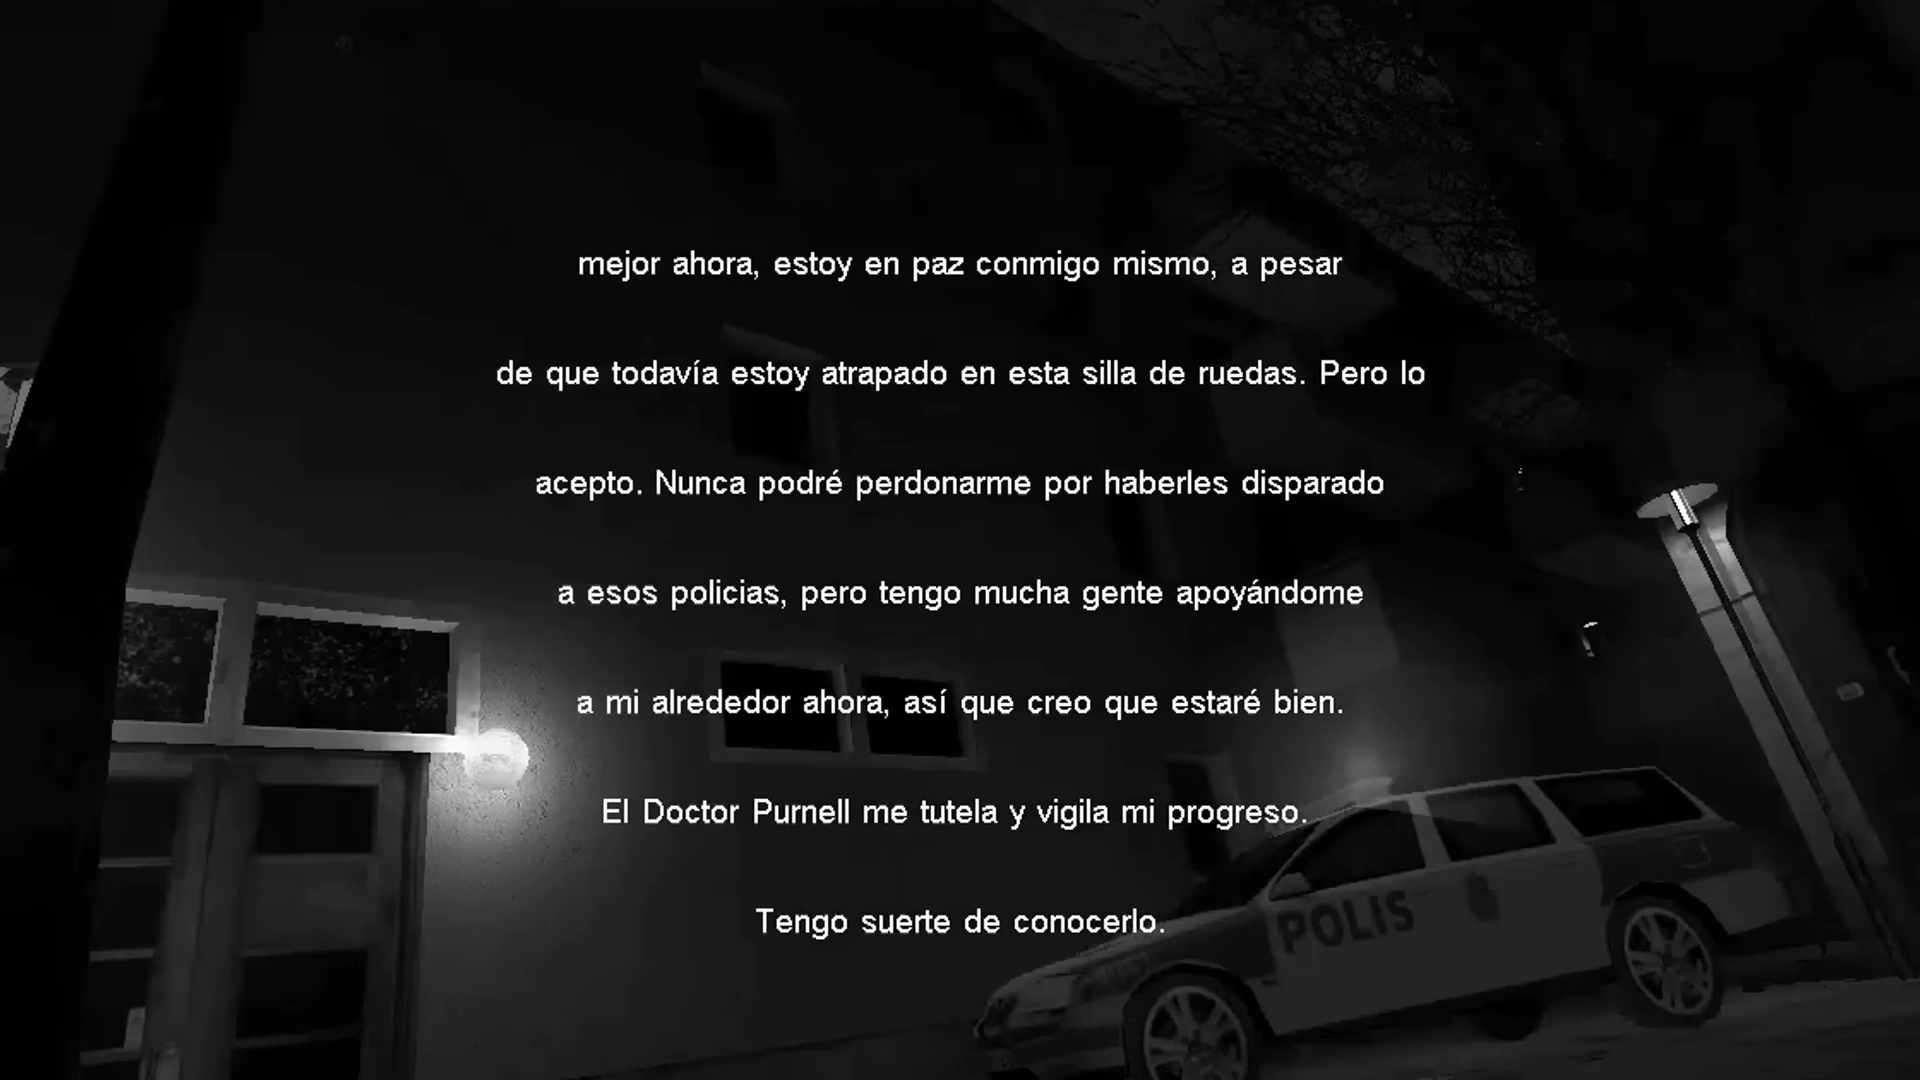 mejor ahora, estoy en paz conmigo mismo, a pesar
de que todavía estoy atrapado en esta silla de ruedas. Pero lo
acepto. Nunca podré perdonarme por haberles disparado
a esos policias, pero tengo mucha gente apoyándome
a mi alrededor ahora, así que creo que estaré bien.
El Doctor Purnell me tutela y vigila mi progreso.
Tengo suerte de conocerlo.
POLIS